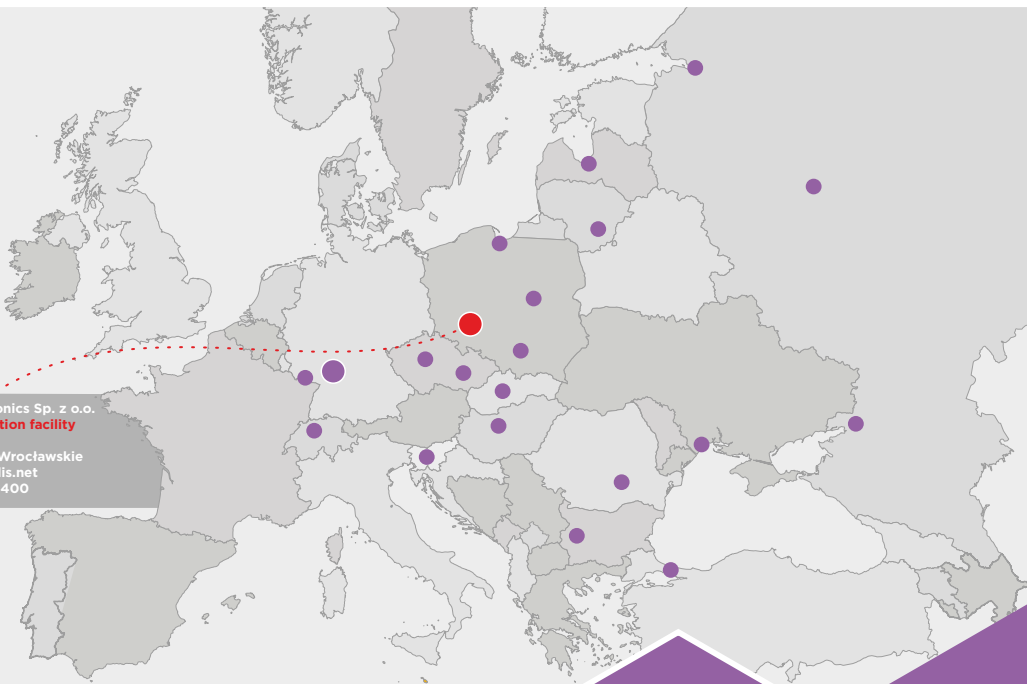 onics Sp. z o.o.
tion facility
Wrocławskie
lis.net
400